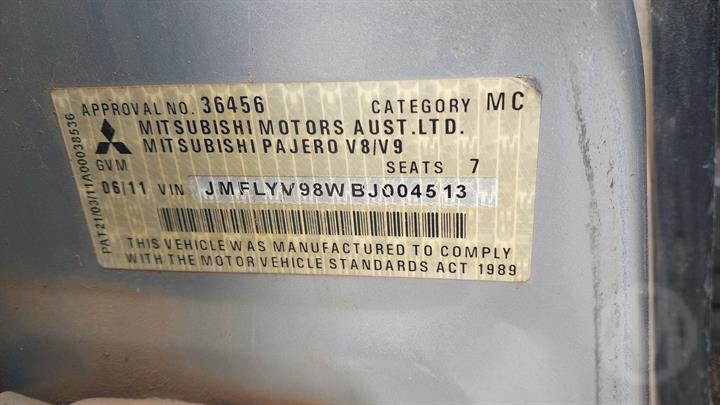 APPROVAL NO. 36456 CATEGORY MC
MITSUBISHI MOTORS AUST.LTD.
MITSUBISHI PAJERO V8/V9
GVM SEATS 7
06/11 VIN JMFLYV98WBJ004513
THIS VEHICLE WAS MANUFACTURED TO COMPLY
WITH THE MOTOR VEHICLE STANDARDS ACT 1989
PAT21/03/11A00038536